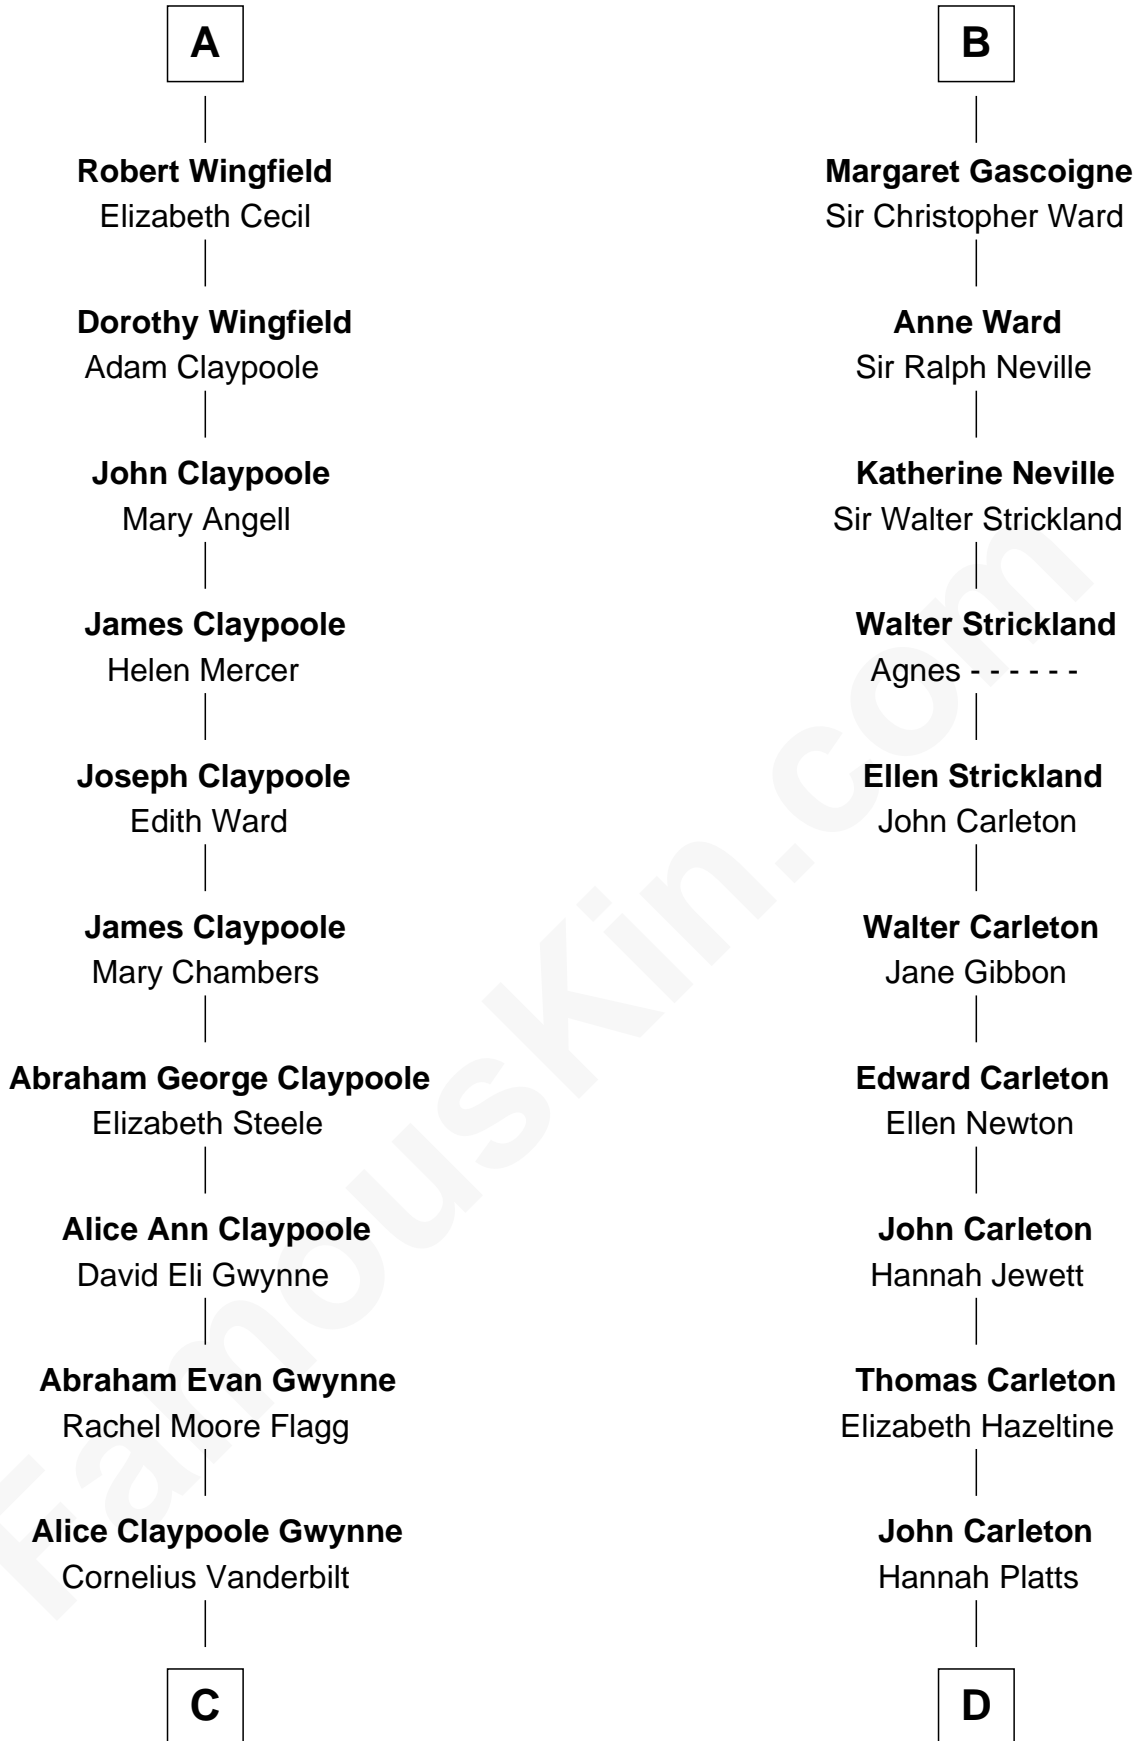 A
Robert Wingfield
Elizabeth Cecil
Dorothy Wingfield
Adam Claypoole
John Claypoole
Mary Angell
James Claypoole
Helen Mercer
Joseph Claypoole
Edith Ward
James Claypoole
Mary Chambers
Abraham George Claypoole
Elizabeth Steele
Alice Ann Claypoole
David Eli Gwynne
Abraham Evan Gwynne
Rachel Moore Flagg
Alice Claypoole Gwynne
Cornelius Vanderbilt
C
B
Margaret Gascoigne
Sir Christopher Ward
Anne Ward
Sir Ralph Neville
Katherine Neville
Sir Walter Strickland
Walter Strickland
Agnes - - - - - -
Ellen Strickland
John Carleton
Walter Carleton
Jane Gibbon
Edward Carleton
Ellen Newton
John Carleton
Hannah Jewett
Thomas Carleton
Elizabeth Hazeltine
John Carleton
Hannah Platts
D
FamousKin.com